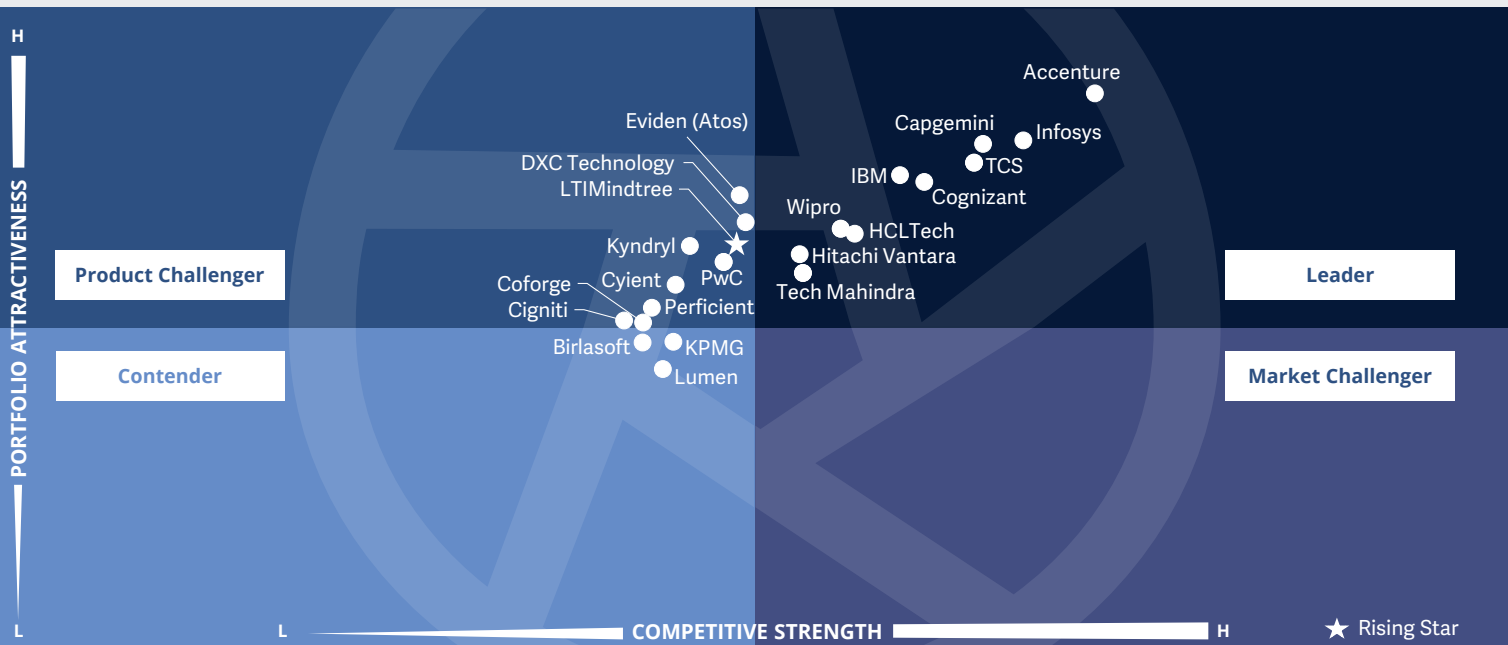 H
Accenture
Eviden (Atos)
Capgemini
Infosys
DXC Technology
TCS
IBM
LTIMindtree
Cognizant
Wipro
HCLTech
Kyndryl
Hitachi Vantara
PwC
Cyient
Coforge
Tech Mahindra
Product Challenger
Leader
Perficient
Cigniti
Birlasoft
KPMG
Lumen
Contender
Market Challenger
PORTFOLIO ATTRACTIVENESS
L
L
COMPETITIVE STRENGTH
H
Rising Star